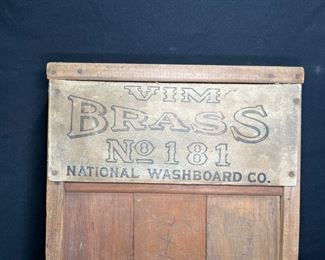 VIM
BRASS
No 181
NATIONAL WASHBOARD CO.